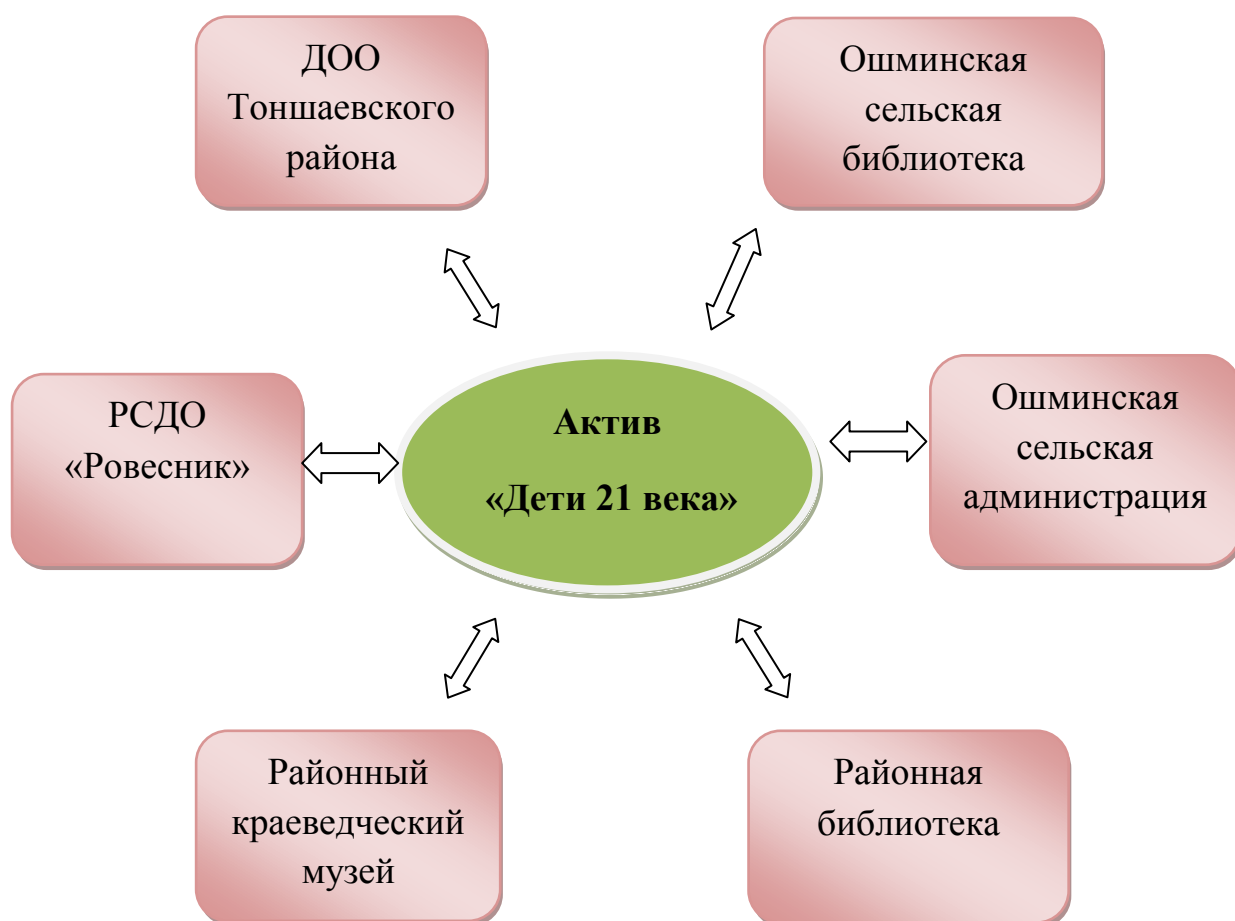 ДОО
Тоншаевского
района
Ошминская
сельская
библиотека
РСДО
«Ровесник»
Актив
«Дети 21 века»
Ошминская
сельская
администрация
Районный
краеведческий
музей
Районная
библиотека